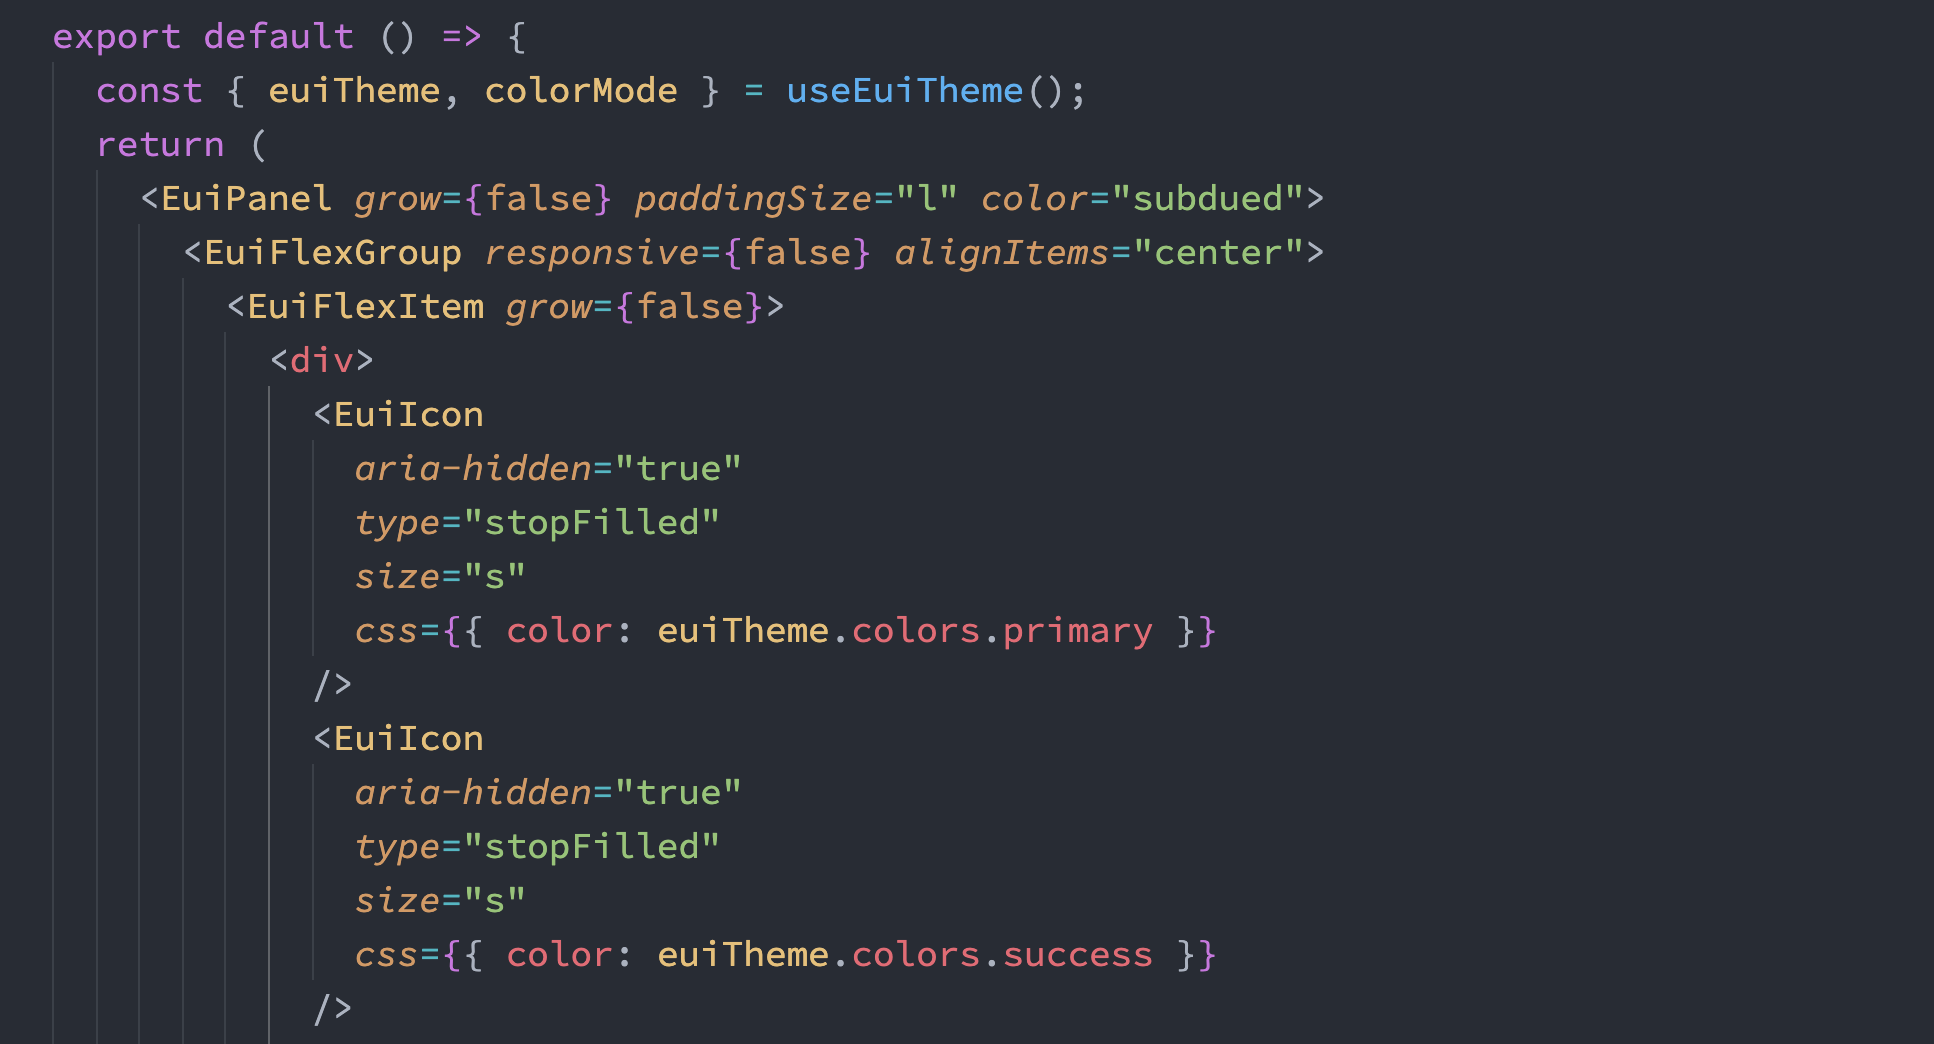 export default () => {
const { euiTheme, colorMode } = useEuiTheme();
return (
<EuiPanel grow={false} paddingSize="l" color="subdued">
<EuiFlexGroup responsive={false} alignItems="center">
<EuiFlexItem grow={false}>
<div>
<EuiIcon
aria-hidden="true"
type="stopFilled"
size="s"
css={{ color: euiTheme.colors.primary }}
/>
<EuiIcon
aria-hidden="true"
type="stopFilled"
size="s"
css={{ color: euiTheme.colors.success }}
/>